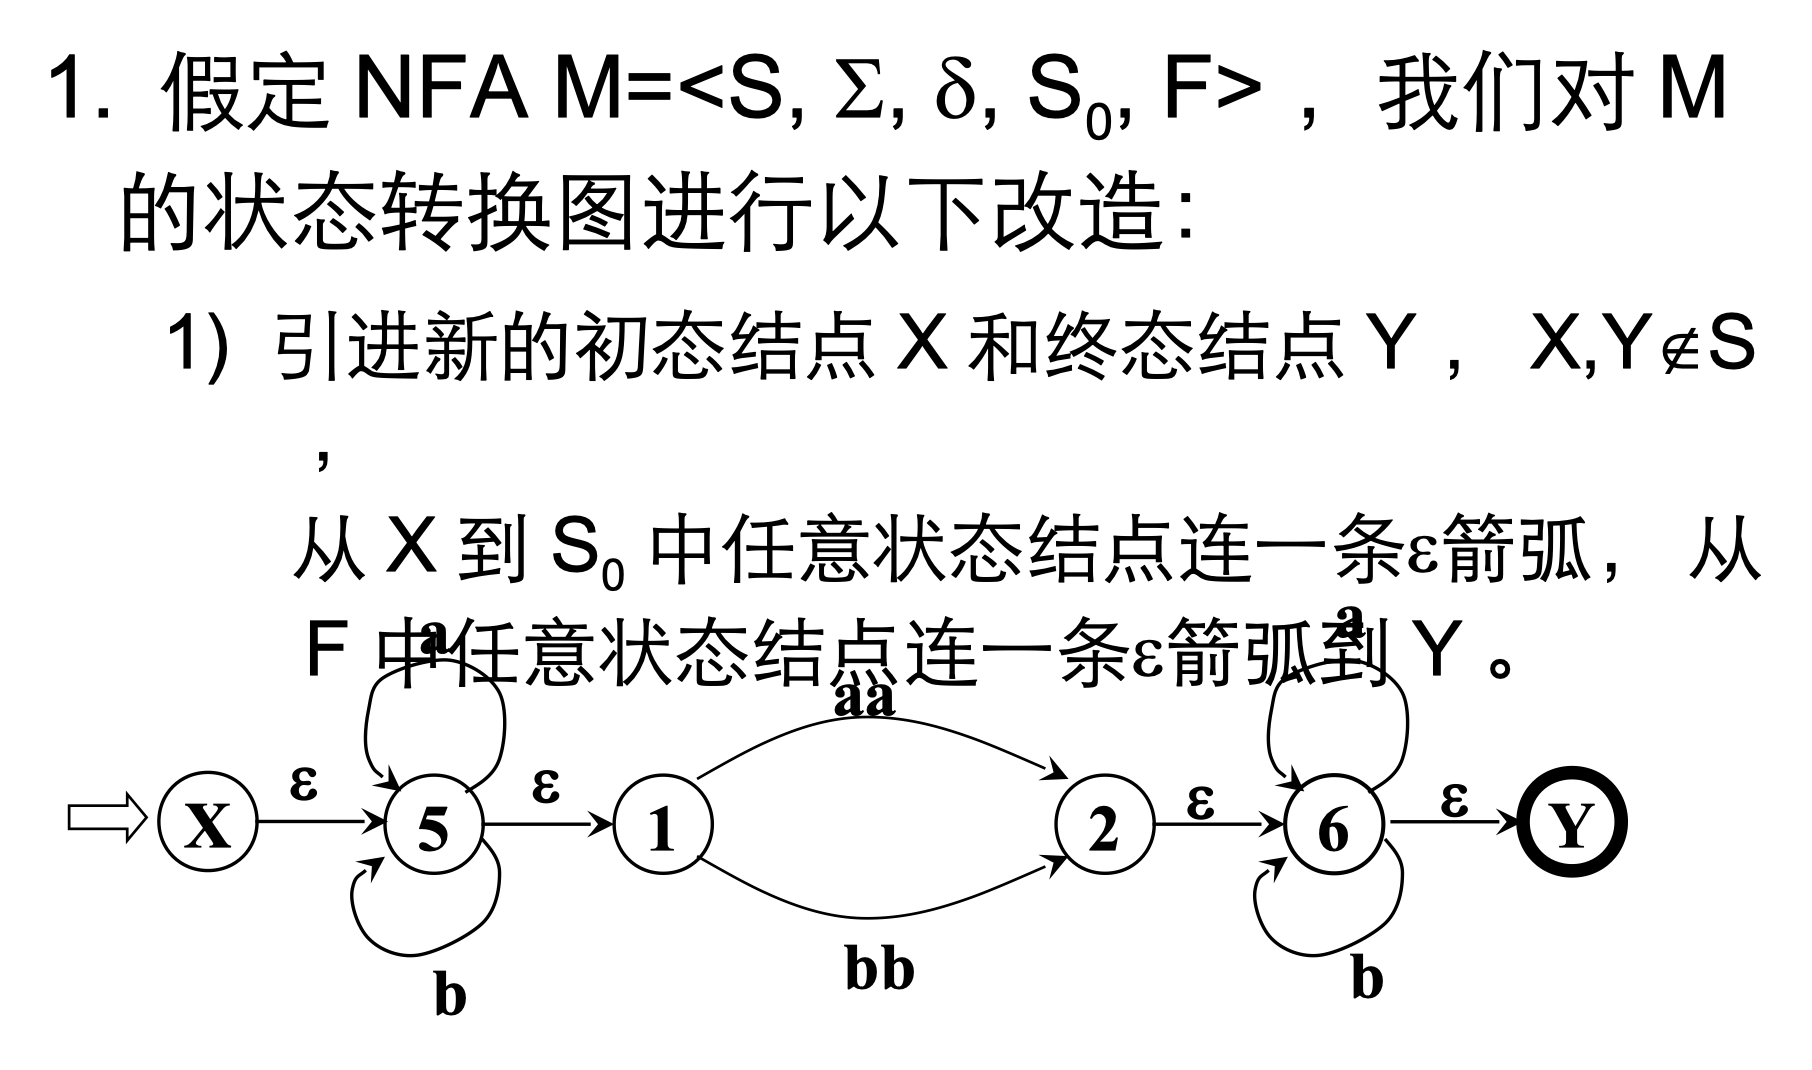 1. 假定 NFA M=<S, Σ, δ, S₀, F>，我们对 M
的状态转换图进行以下改造：
1) 引进新的初态结点 X 和终态结点 Y， X,Y∉S
，
从 X 到 S₀ 中任意状态结点连一条ε箭弧， 从
F 中任意状态结点连一条ε箭弧到 Y 。
a a
aa
X ε 5 ε 1 2 ε 6 ε Y
bb
b b